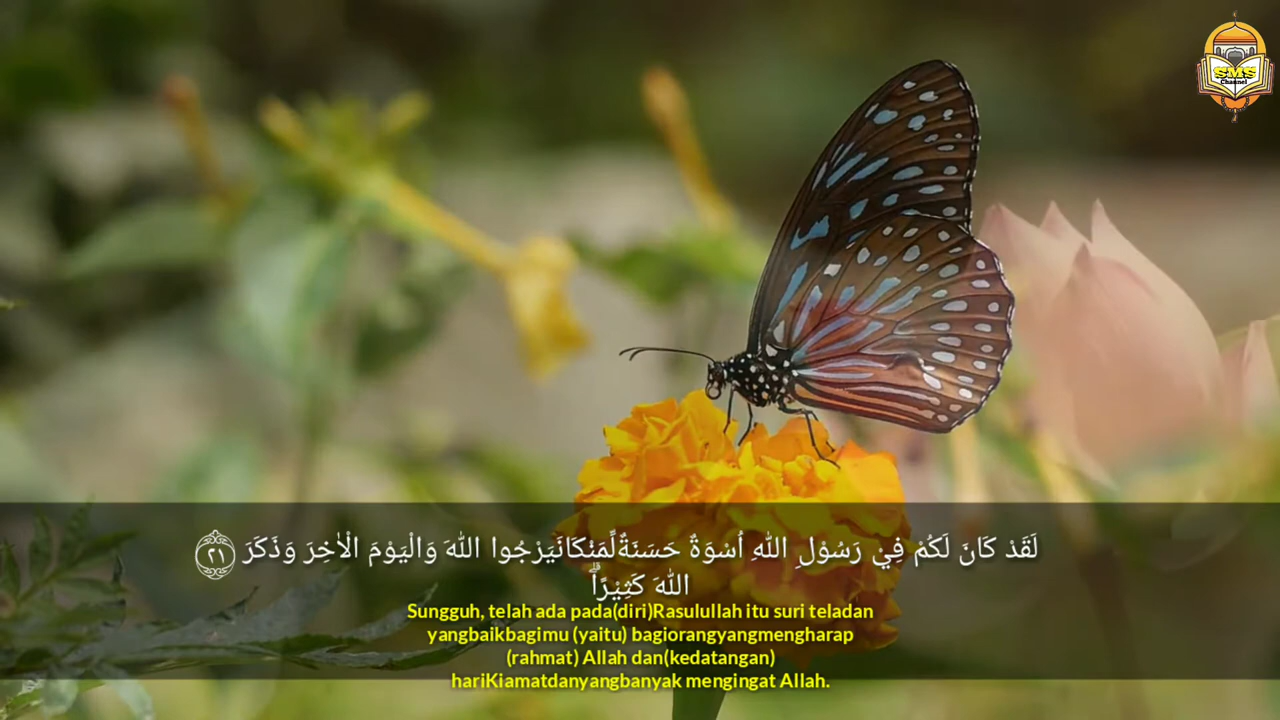 SMS
Channel
لَقَدْ كَانَ لَكُمْ فِيْ رَسُوْلِ اللّٰهِ اُسْوَةٌ حَسَنَةٌلِّمَنْكَانَيَرْجُوا اللّٰهَ وَالْيَوْمَ الْاٰخِرَ وَذَكَرَ ۝٢١
اللّٰهَ كَثِيْرًاۗ
Sungguh, telah ada pada(diri)Rasulullah itu suri teladan
yangbaikbagimu (yaitu) bagiorangyangmengharap
(rahmat) Allah dan(kedatangan)
hariKiamatdanyangbanyak mengingat Allah.